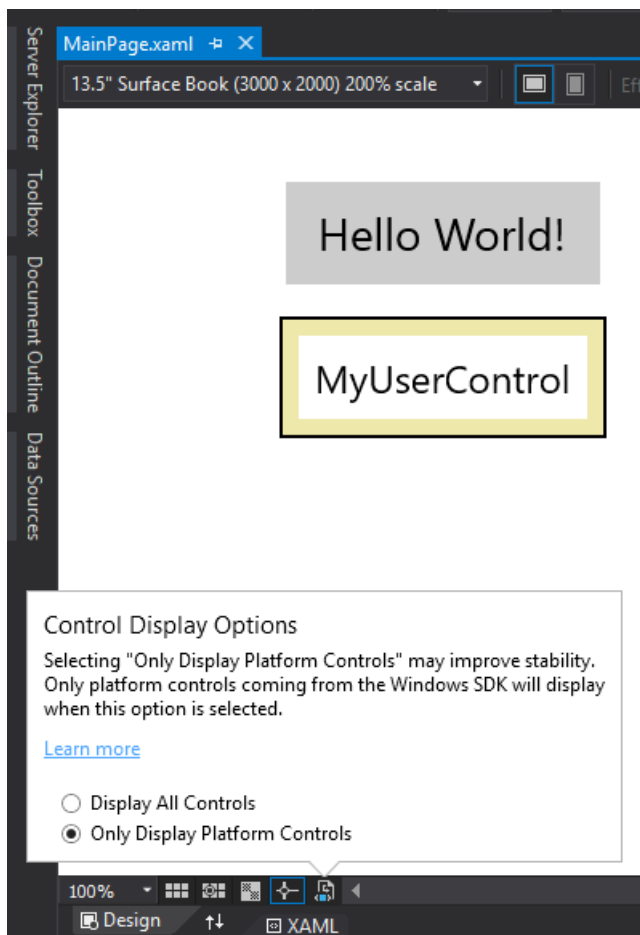 Server Explorer
Toolbox
Document Outline
Data Sources
MainPage.xaml
13.5" Surface Book (3000 x 2000) 200% scale
Eff
Hello World!
MyUserControl
Control Display Options
Selecting "Only Display Platform Controls" may improve stability.
Only platform controls coming from the Windows SDK will display
when this option is selected.
Learn more
Display All Controls
Only Display Platform Controls
100%
Design
XAML